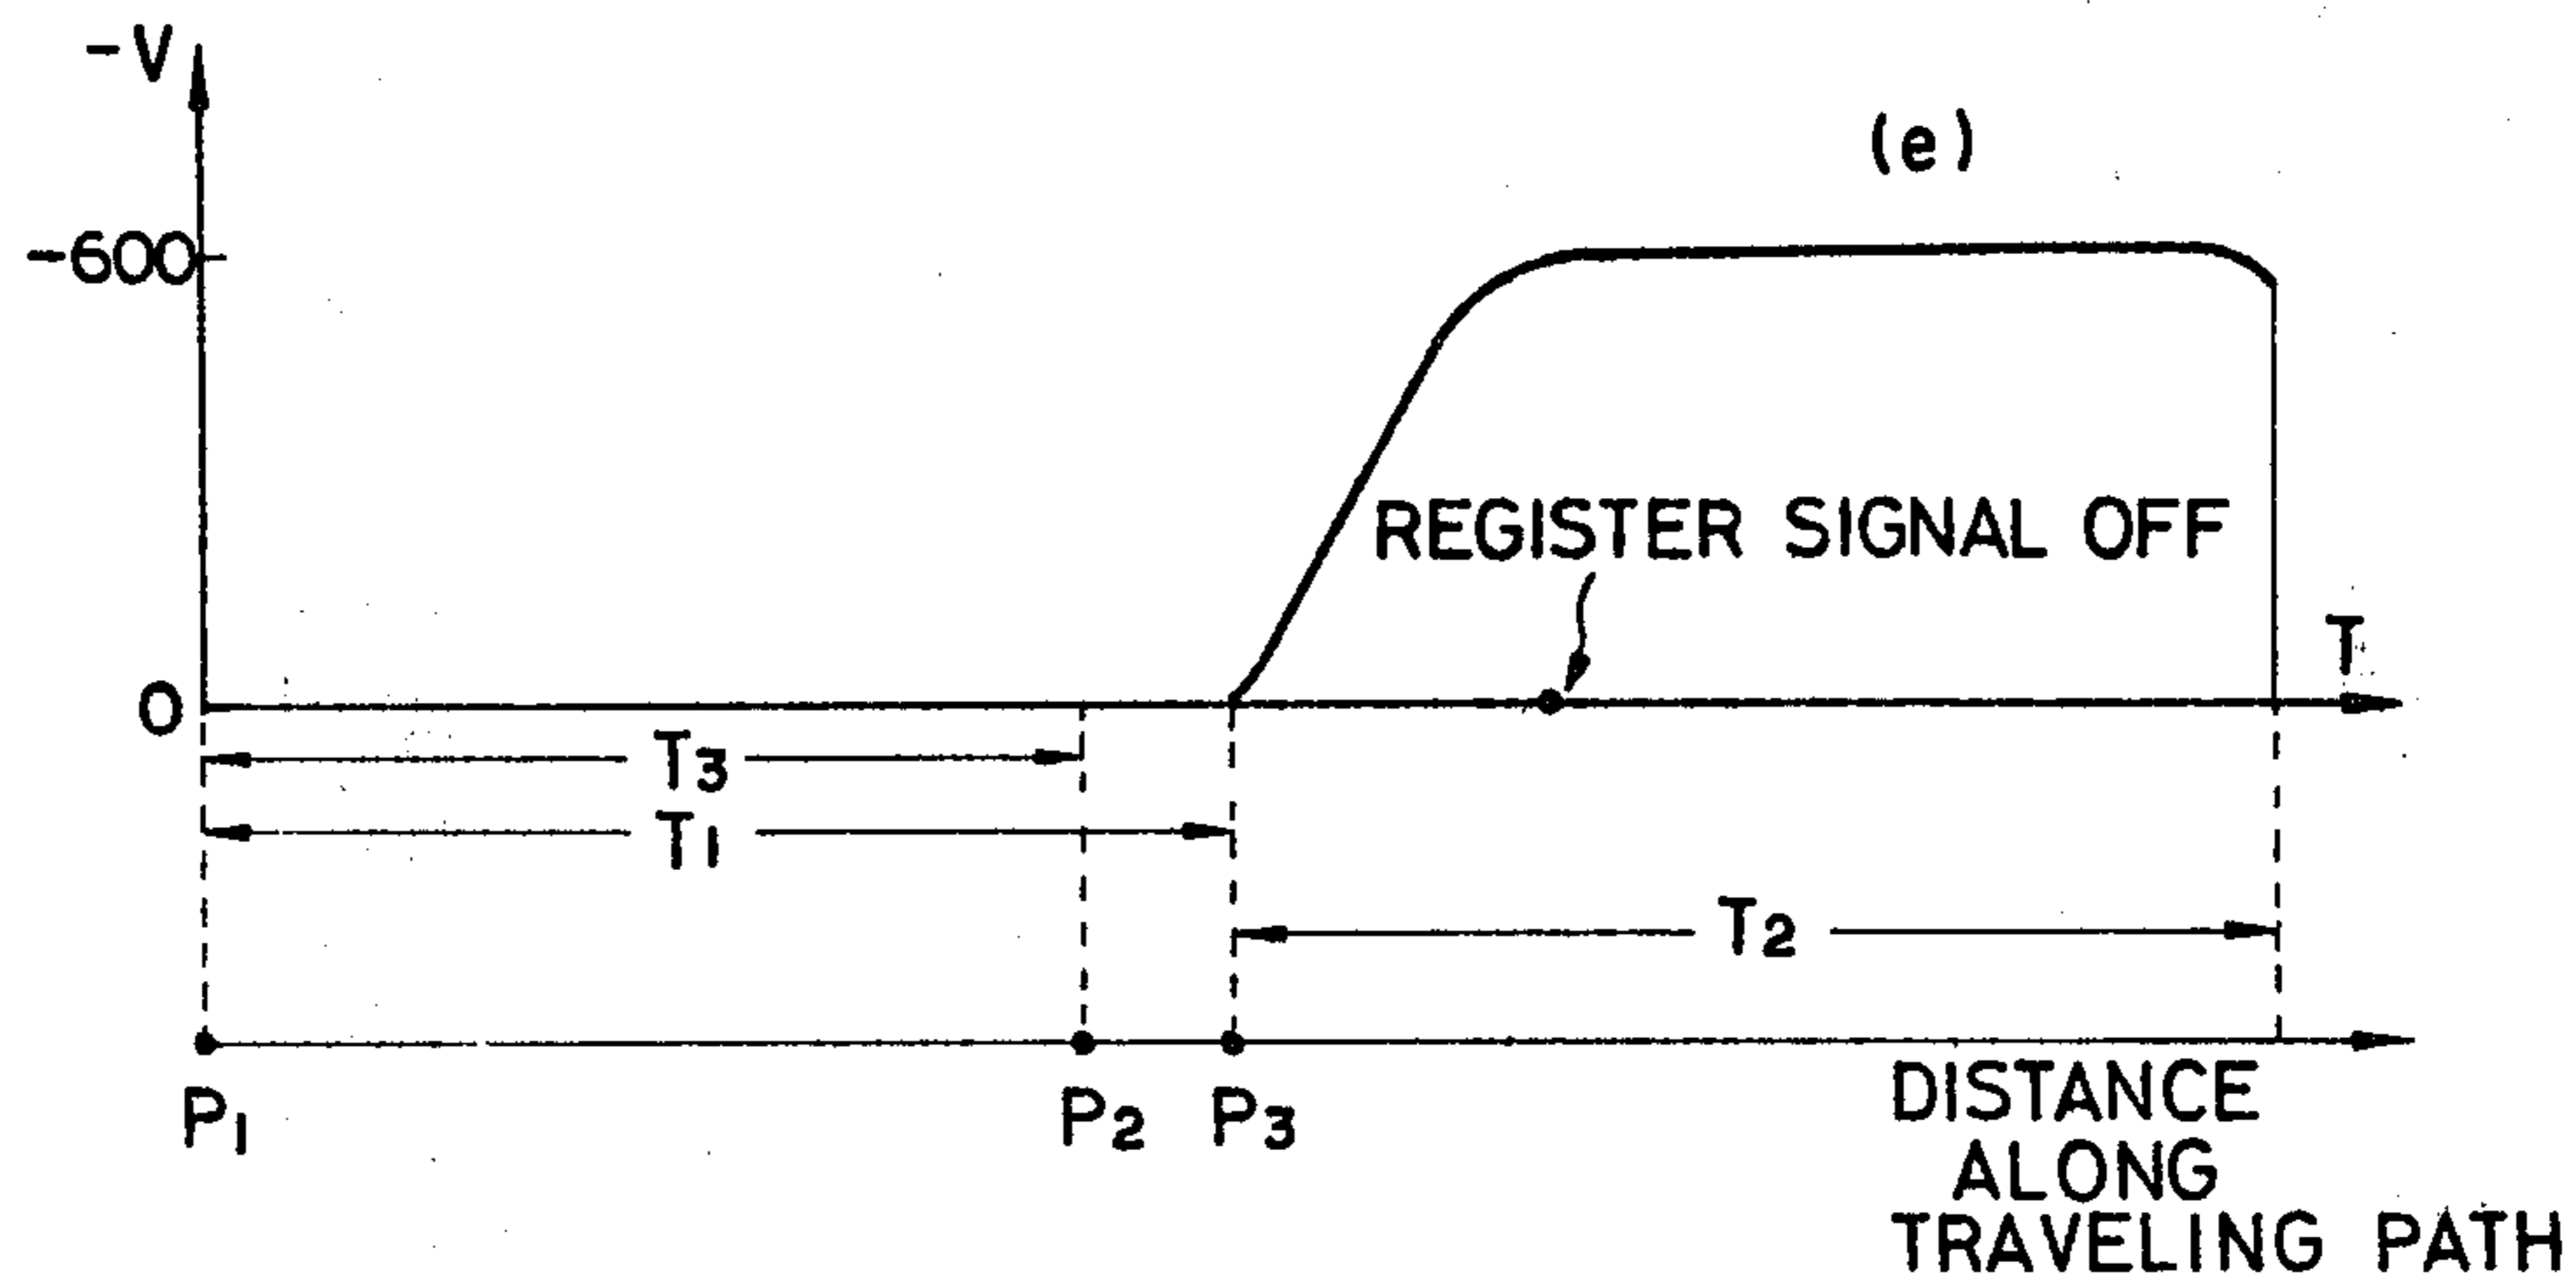 -V
(e)
-600
REGISTER SIGNAL OFF
T
0
T3
T1
T2
P1
P2
P3
DISTANCE
ALONG
TRAVELING PATH